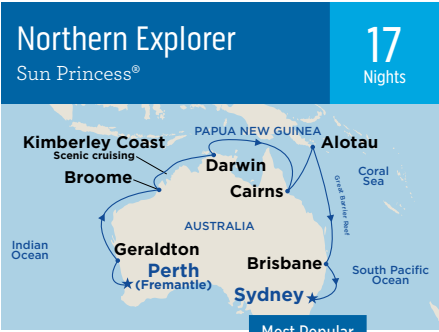 Northern Explorer
Sun Princess®
17
Nights
PAPUA NEW GUINEA
Kimberley Coast
Scenic cruising
Alotau
Darwin
Broome
Coral
Sea
Cairns
Great Barrier Reef
AUSTRALIA
Indian
Ocean
Geraldton
Perth
(Fremantle)
Brisbane
South Pacific
Ocean
Sydney
Most Popular